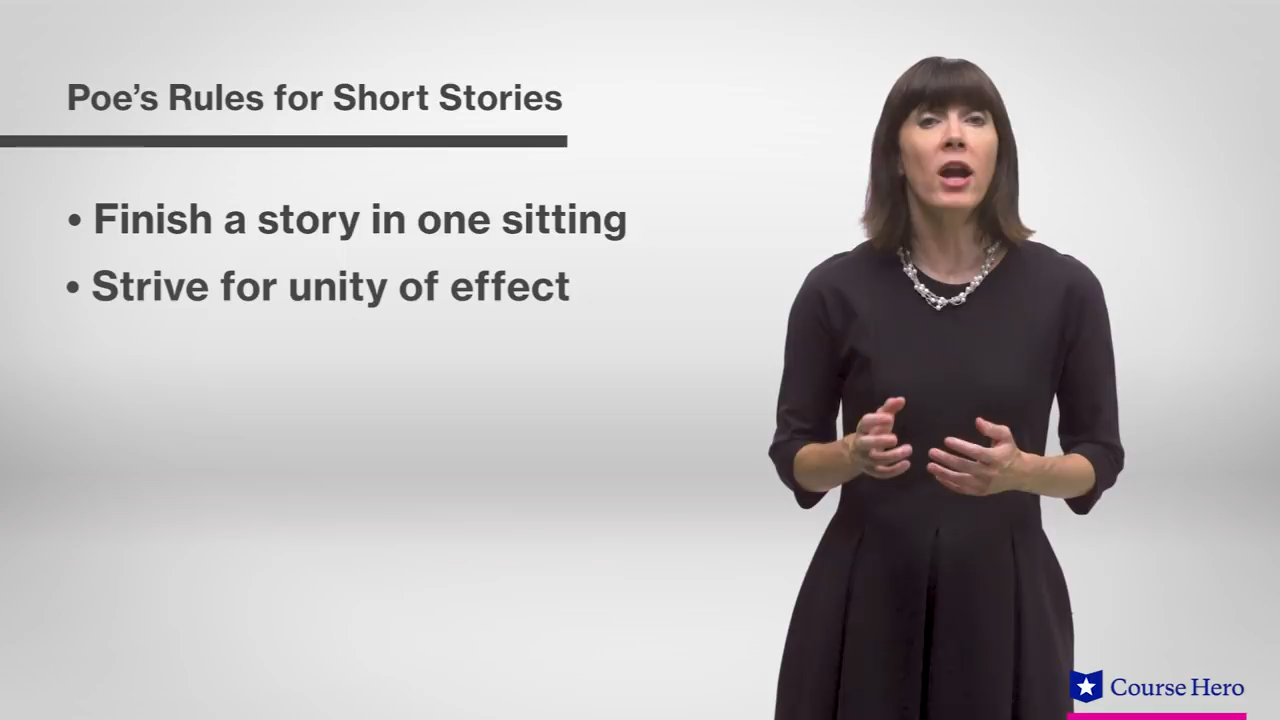 Poe’s Rules for Short Stories
• Finish a story in one sitting
• Strive for unity of effect
Course Hero